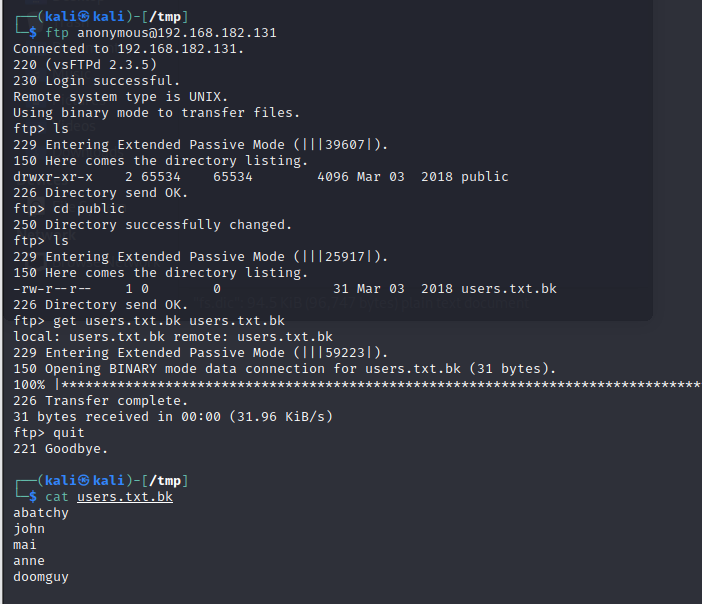 ┌──(kali㉿kali)-[/tmp]
└─$ ftp anonymous@192.168.182.131
Connected to 192.168.182.131.
220 (vsFTPd 2.3.5)
230 Login successful.
Remote system type is UNIX.
Using binary mode to transfer files.
ftp> ls
229 Entering Extended Passive Mode (|||39607|).
150 Here comes the directory listing.
drwxr-xr-x    2 65534    65534        4096 Mar 03  2018 public
226 Directory send OK.
ftp> cd public
250 Directory successfully changed.
ftp> ls
229 Entering Extended Passive Mode (|||25917|).
150 Here comes the directory listing.
-rw-r--r--    1 0        0              31 Mar 03  2018 users.txt.bk
226 Directory send OK.
ftp> get users.txt.bk users.txt.bk
local: users.txt.bk remote: users.txt.bk
229 Entering Extended Passive Mode (|||59223|).
150 Opening BINARY mode data connection for users.txt.bk (31 bytes).
100% |*********************************************************************************
226 Transfer complete.
31 bytes received in 00:00 (31.96 KiB/s)
ftp> quit
221 Goodbye.
┌──(kali㉿kali)-[/tmp]
└─$ cat users.txt.bk
abatchy
john
mai
anne
doomguy